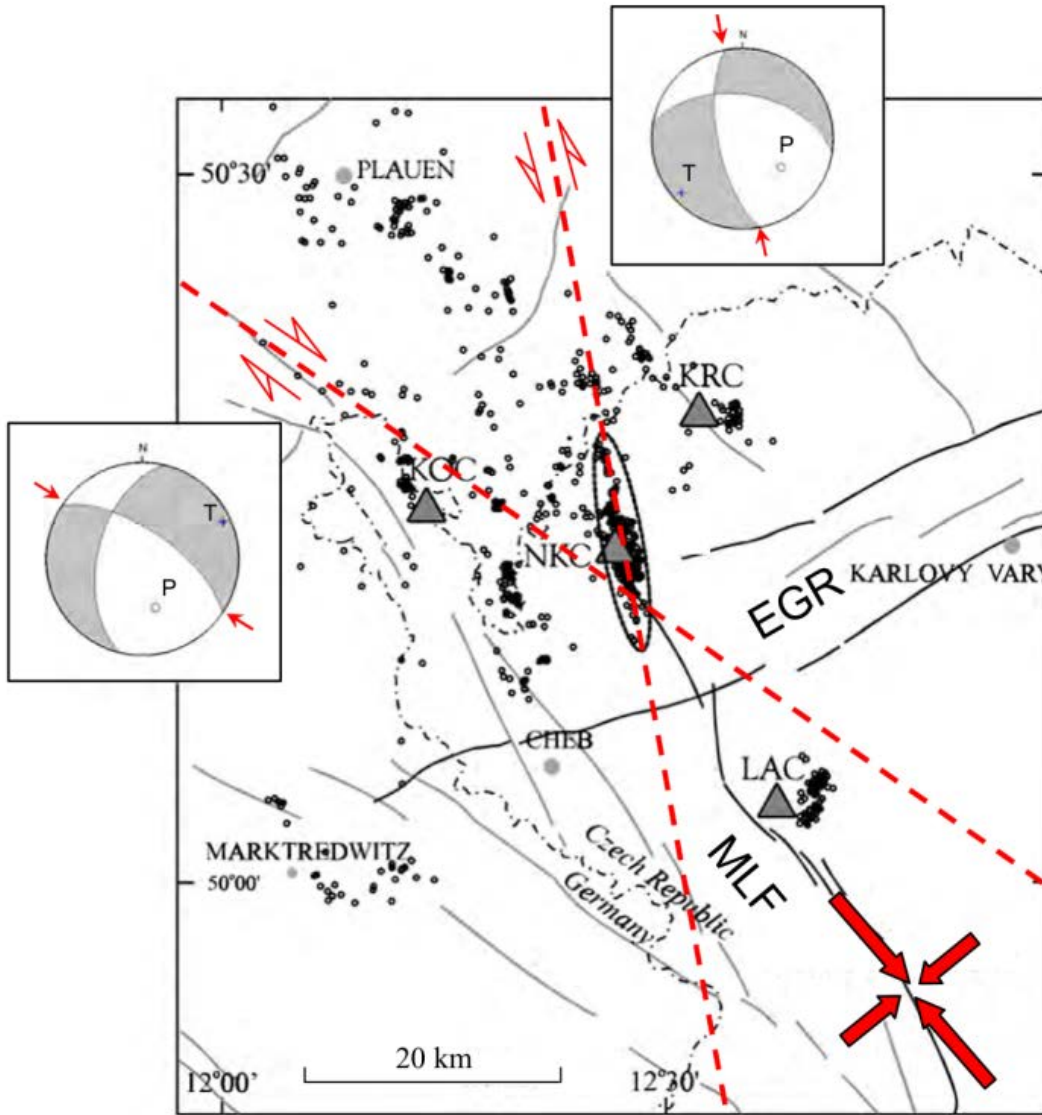 N
P
T
50°30'
PLAUEN
KRC
KOC
N
T
P
NKC
EGR
KARLOVY VARY
CHEB
LAC
MARKTREDWITZ
MLF
50°00'
Czech Republic
Germany
20 km
12°00’
12°30'